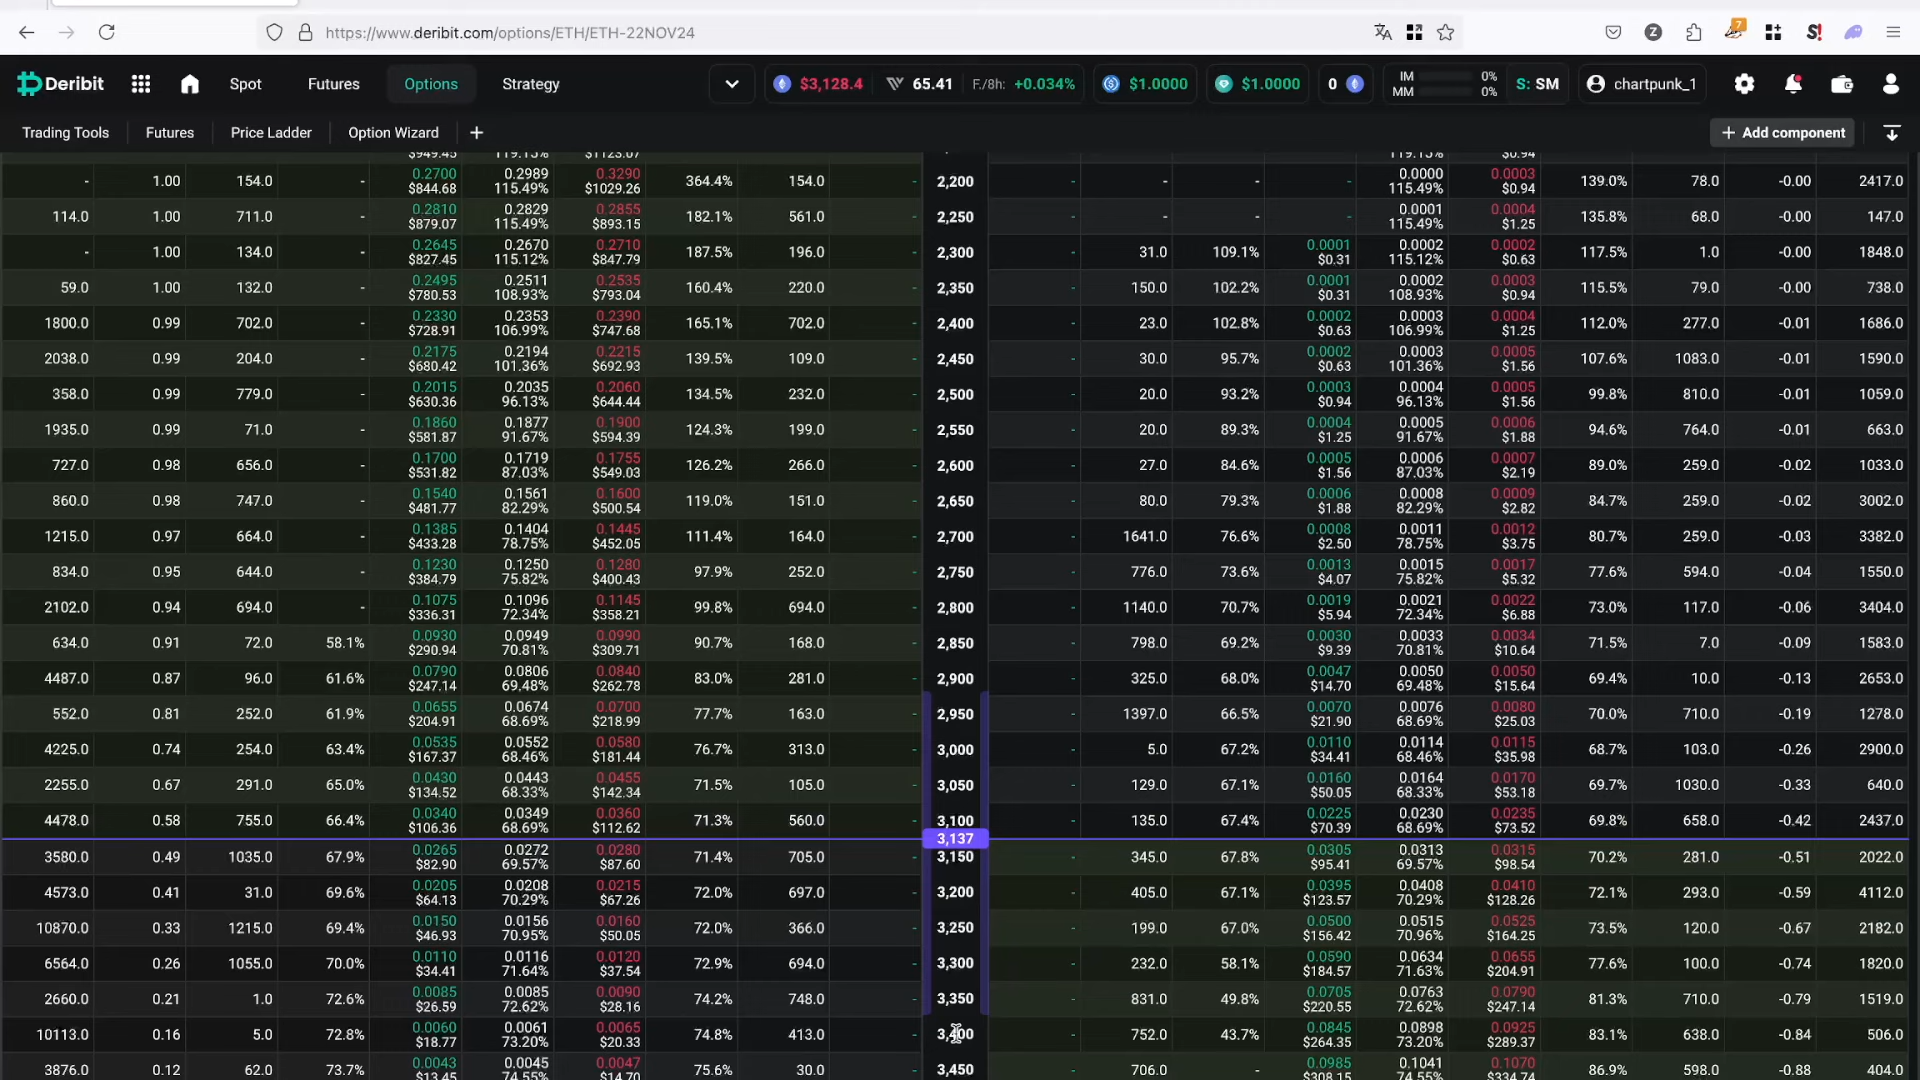 https://www.deribit.com/options/ETH/ETH-22NOV24
7
Deribit Spot Futures Options Strategy $3,128.4 65.41 F./8h: +0.034% $1.0000 $1.0000 0 IM 0% MM 0% S: SM chartpunk_1
Trading Tools Futures Price Ladder Option Wizard + + Add component
$949.45 119.15% $1123.07 119.15% $0.94
- 1.00 154.0 - 0.2700 0.2989 0.3290 364.4% 154.0 - 2,200 - - - - 0.0000 0.0003 139.0% 78.0 -0.00 2417.0
$844.68 115.49% $1029.26 115.49% $0.94
114.0 1.00 711.0 - 0.2810 0.2829 0.2855 182.1% 561.0 - 2,250 - - - - 0.0001 0.0004 135.8% 68.0 -0.00 147.0
$879.07 115.49% $893.15 115.49% $1.25
- 1.00 134.0 - 0.2645 0.2670 0.2710 187.5% 196.0 - 2,300 - 31.0 109.1% 0.0001 0.0002 0.0002 117.5% 1.0 -0.00 1848.0
$827.45 115.12% $847.79 $0.31 115.12% $0.63
59.0 1.00 132.0 - 0.2495 0.2511 0.2535 160.4% 220.0 - 2,350 - 150.0 102.2% 0.0001 0.0002 0.0003 115.5% 79.0 -0.00 738.0
$780.53 108.93% $793.04 $0.31 108.93% $0.94
1800.0 0.99 702.0 - 0.2330 0.2353 0.2390 165.1% 702.0 - 2,400 - 23.0 102.8% 0.0002 0.0003 0.0004 112.0% 277.0 -0.01 1686.0
$728.91 106.99% $747.68 $0.63 106.99% $1.25
2038.0 0.99 204.0 - 0.2175 0.2194 0.2215 139.5% 109.0 - 2,450 - 30.0 95.7% 0.0002 0.0003 0.0005 107.6% 1083.0 -0.01 1590.0
$680.42 101.36% $692.93 $0.63 101.36% $1.56
358.0 0.99 779.0 - 0.2015 0.2035 0.2060 134.5% 232.0 - 2,500 - 20.0 93.2% 0.0003 0.0004 0.0005 99.8% 810.0 -0.01 1059.0
$630.36 96.13% $644.44 $0.94 96.13% $1.56
1935.0 0.99 71.0 - 0.1860 0.1877 0.1900 124.3% 199.0 - 2,550 - 20.0 89.3% 0.0004 0.0005 0.0006 94.6% 764.0 -0.01 663.0
$581.87 91.67% $594.39 $1.25 91.67% $1.88
727.0 0.98 656.0 - 0.1700 0.1719 0.1755 126.2% 266.0 - 2,600 - 27.0 84.6% 0.0005 0.0006 0.0007 89.0% 259.0 -0.02 1033.0
$531.82 87.03% $549.03 $1.56 87.03% $2.19
860.0 0.98 747.0 - 0.1540 0.1561 0.1600 119.0% 151.0 - 2,650 - 80.0 79.3% 0.0006 0.0008 0.0009 84.7% 259.0 -0.02 3002.0
$481.77 82.29% $500.54 $1.88 82.29% $2.82
1215.0 0.97 664.0 - 0.1385 0.1404 0.1445 111.4% 164.0 - 2,700 - 1641.0 76.6% 0.0008 0.0011 0.0012 80.7% 259.0 -0.03 3382.0
$433.28 78.75% $452.05 $2.50 78.75% $3.75
834.0 0.95 644.0 - 0.1230 0.1250 0.1280 97.9% 252.0 - 2,750 - 776.0 73.6% 0.0013 0.0015 0.0017 77.6% 594.0 -0.04 1550.0
$384.79 75.82% $400.43 $4.07 75.82% $5.32
2102.0 0.94 694.0 - 0.1075 0.1096 0.1145 99.8% 694.0 - 2,800 - 1140.0 70.7% 0.0019 0.0021 0.0022 73.0% 117.0 -0.06 3404.0
$336.31 72.34% $358.21 $5.94 72.34% $6.88
634.0 0.91 72.0 58.1% 0.0930 0.0949 0.0990 90.7% 168.0 - 2,850 - 798.0 69.2% 0.0030 0.0033 0.0034 71.5% 7.0 -0.09 1583.0
$290.94 70.81% $309.71 $9.39 70.81% $10.64
4487.0 0.87 96.0 61.6% 0.0790 0.0806 0.0840 83.0% 281.0 - 2,900 - 325.0 68.0% 0.0047 0.0050 0.0050 69.4% 10.0 -0.13 2653.0
$247.14 69.48% $262.78 $14.70 69.48% $15.64
552.0 0.81 252.0 61.9% 0.0655 0.0674 0.0700 77.7% 163.0 - 2,950 - 1397.0 66.5% 0.0070 0.0076 0.0080 70.0% 710.0 -0.19 1278.0
$204.91 68.69% $218.99 $21.90 68.69% $25.03
4225.0 0.74 254.0 63.4% 0.0535 0.0552 0.0580 76.7% 313.0 - 3,000 - 5.0 67.2% 0.0110 0.0114 0.0115 68.7% 103.0 -0.26 2900.0
$167.37 68.46% $181.44 $34.41 68.46% $35.98
2255.0 0.67 291.0 65.0% 0.0430 0.0443 0.0455 71.5% 105.0 - 3,050 - 129.0 67.1% 0.0160 0.0164 0.0170 69.7% 1030.0 -0.33 640.0
$134.52 68.33% $142.34 $50.05 68.33% $53.18
4478.0 0.58 755.0 66.4% 0.0340 0.0349 0.0360 71.3% 560.0 - 3,100 - 135.0 67.4% 0.0225 0.0230 0.0235 69.8% 658.0 -0.42 2437.0
$106.36 68.69% $112.62 $70.39 68.69% $73.52
3,137
3580.0 0.49 1035.0 67.9% 0.0265 0.0272 0.0280 71.4% 705.0 - 3,150 - 345.0 67.8% 0.0305 0.0313 0.0315 70.2% 281.0 -0.51 2022.0
$82.90 69.57% $87.60 $95.41 69.57% $98.54
4573.0 0.41 31.0 69.6% 0.0205 0.0208 0.0215 72.0% 697.0 - 3,200 - 405.0 67.1% 0.0395 0.0408 0.0410 72.1% 293.0 -0.59 4112.0
$64.13 70.29% $67.26 $123.57 70.29% $128.26
10870.0 0.33 1215.0 69.4% 0.0150 0.0156 0.0160 72.0% 366.0 - 3,250 - 199.0 67.0% 0.0500 0.0515 0.0525 73.5% 120.0 -0.67 2182.0
$46.93 70.95% $50.05 $156.42 70.96% $164.25
6564.0 0.26 1055.0 70.0% 0.0110 0.0116 0.0120 72.9% 694.0 - 3,300 - 232.0 58.1% 0.0590 0.0634 0.0655 77.6% 100.0 -0.74 1820.0
$34.41 71.64% $37.54 $184.57 71.63% $204.91
2660.0 0.21 1.0 72.6% 0.0085 0.0085 0.0090 74.2% 748.0 - 3,350 - 831.0 49.8% 0.0705 0.0763 0.0790 81.3% 710.0 -0.79 1519.0
$26.59 72.62% $28.16 $220.55 72.62% $247.14
10113.0 0.16 5.0 72.8% 0.0060 0.0061 0.0065 74.8% 413.0 - 3,400 - 752.0 43.7% 0.0845 0.0898 0.0925 83.1% 638.0 -0.84 506.0
$18.77 73.20% $20.33 $264.35 73.20% $289.37
3876.0 0.12 62.0 73.7% 0.0043 0.0045 0.0047 75.6% 30.0 - 3,450 - 706.0 - 0.0985 0.1041 0.1070 86.9% 598.0 -0.88 404.0
$13.45 74.55% $14.70 $308.15 74.55% $334.74